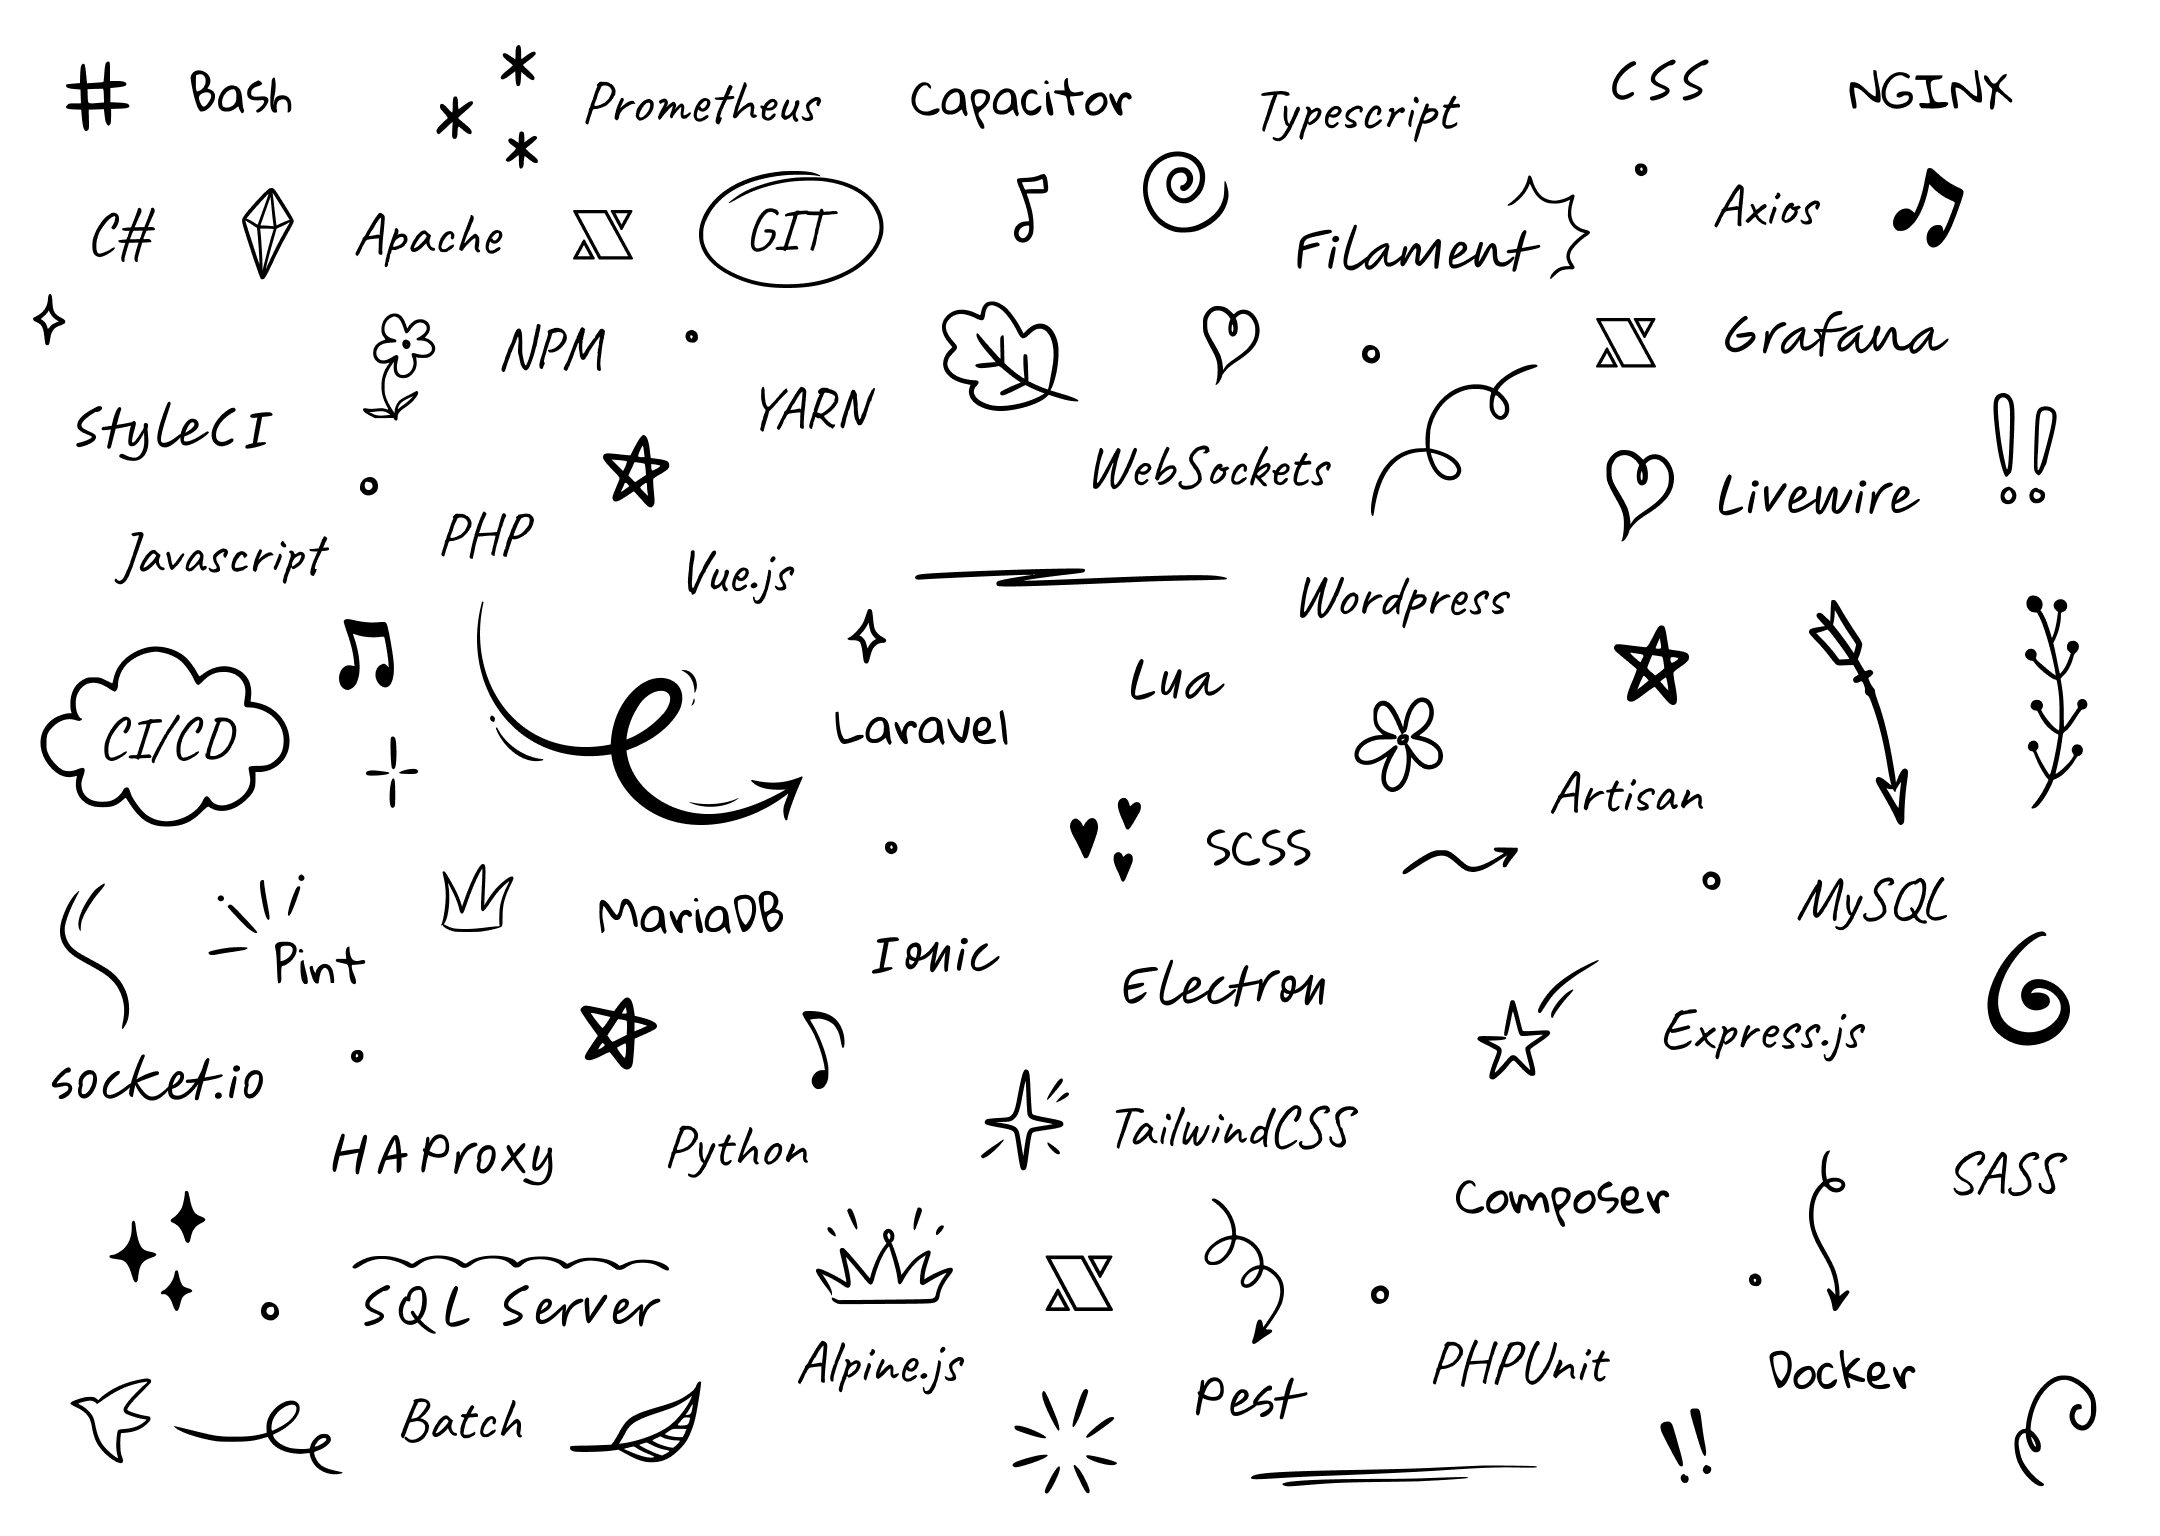 Bash
Prometheus
Capacitor
Typescript
CSS
NGINX
C#
Apache
GIT
Filament
Axios
NPM
Grafana
StyleCI
YARN
WebSockets
Livewire
Javascript
PHP
Vue.js
Wordpress
CI/CD
Laravel
Lua
Artisan
SCSS
MySQL
Pint
MariaDB
Ionic
Electron
Express.js
socket.io
HAProxy
Python
TailwindCSS
Composer
SASS
SQL Server
Alpine.js
Pest
PHPUnit
Docker
Batch